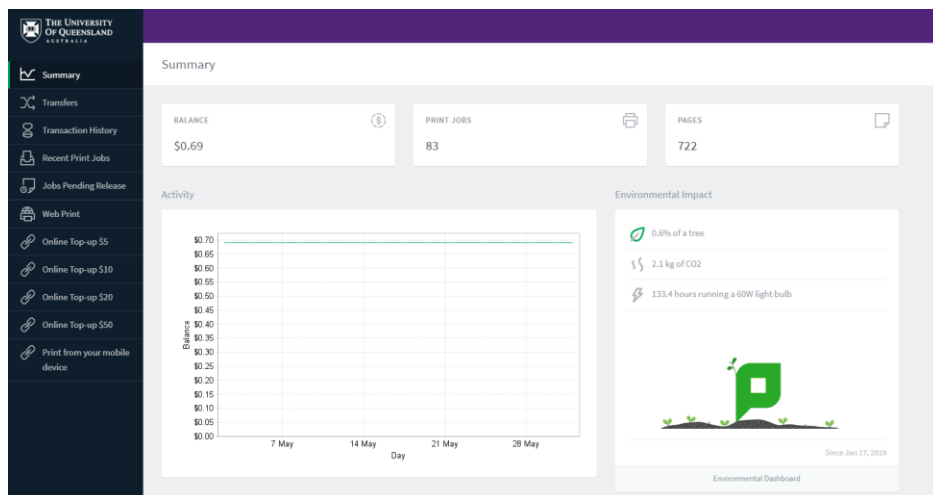 THE UNIVERSITY
OF QUEENSLAND
AUSTRALIA
Summary
Transfers
Transaction History
Recent Print Jobs
Jobs Pending Release
Web Print
Online Top-up $5
Online Top-up $10
Online Top-up $20
Online Top-up $50
Print from your mobile
device
Summary
BALANCE
$0.69
PRINT JOBS
83
PAGES
722
Activity
$0.70
$0.65
$0.60
$0.55
$0.50
$0.45
$0.40
$0.35
$0.30
$0.25
$0.20
$0.15
$0.10
$0.05
$0.00
Balance
7 May
14 May
21 May
28 May
Day
Environmental Impact
0.6% of a tree
2.1 kg of CO2
133.4 hours running a 60W light bulb
Since Jan 17, 2019
Environmental Dashboard